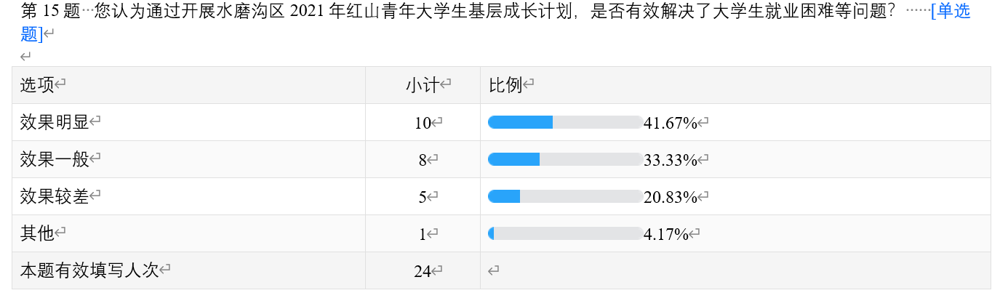 第 15 题···您认为通过开展水磨沟区 2021 年红山青年大学生基层成长计划，是否有效解决了大学生就业困难等问题？······[单选
题]↵
↵
选项↵ 小计↵ 比例↵
效果明显↵ 10↵ 41.67%↵
效果一般↵ 8↵ 33.33%↵
效果较差↵ 5↵ 20.83%↵
其他↵ 1↵ 4.17%↵
本题有效填写人次↵ 24↵ ↵